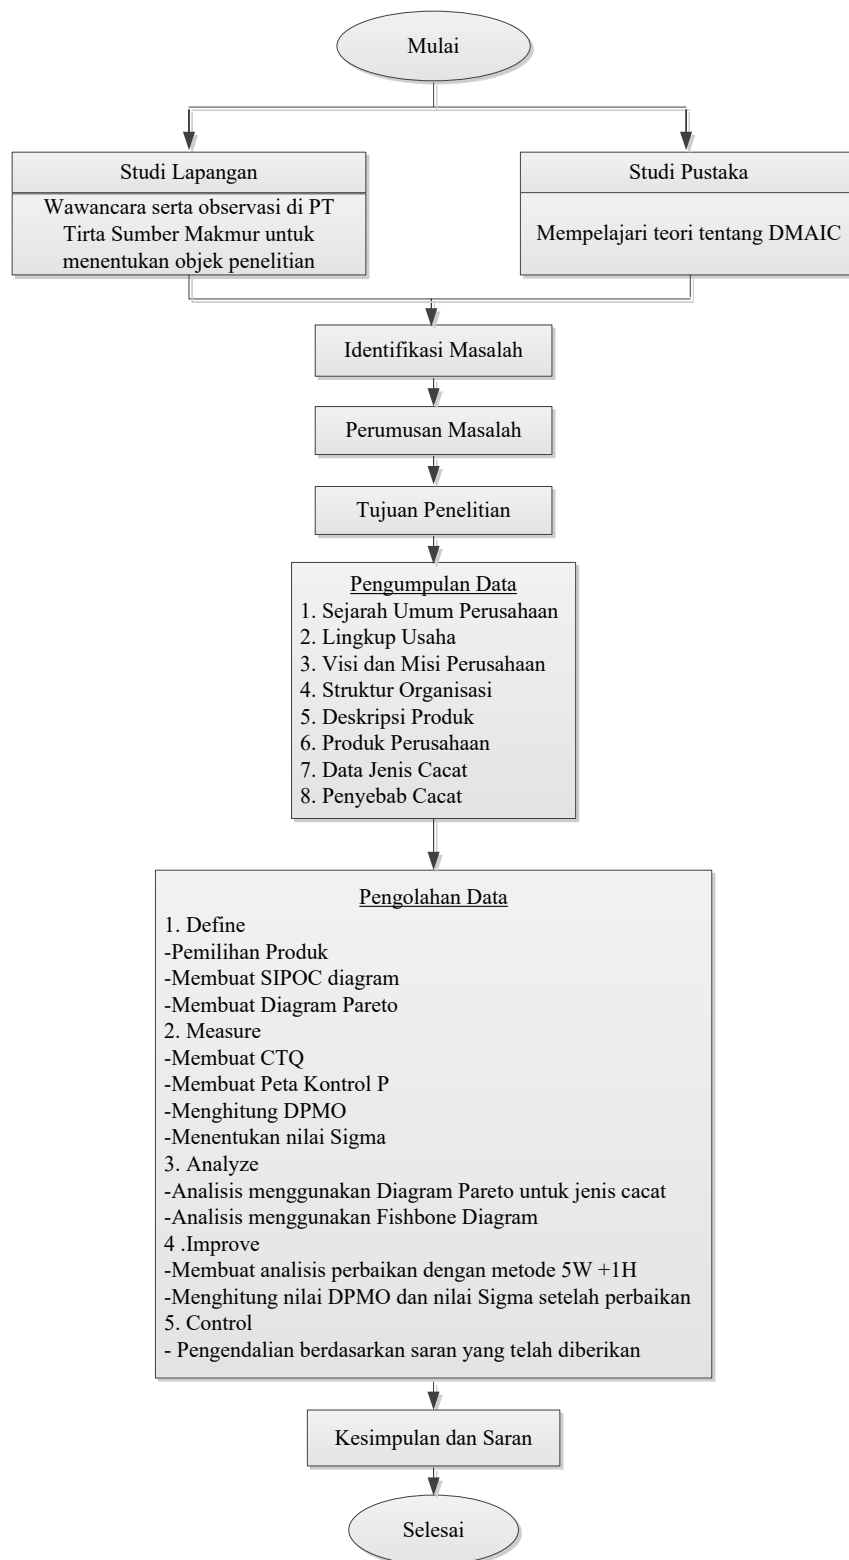 Mulai
Studi Lapangan
Wawancara serta observasi di PT
Tirta Sumber Makmur untuk
menentukan objek penelitian
Studi Pustaka
Mempelajari teori tentang DMAIC
Identifikasi Masalah
Perumusan Masalah
Tujuan Penelitian
Pengumpulan Data
1. Sejarah Umum Perusahaan
2. Lingkup Usaha
3. Visi dan Misi Perusahaan
4. Struktur Organisasi
5. Deskripsi Produk
6. Produk Perusahaan
7. Data Jenis Cacat
8. Penyebab Cacat
Pengolahan Data
1. Define
-Pemilihan Produk
-Membuat SIPOC diagram
-Membuat Diagram Pareto
2. Measure
-Membuat CTQ
-Membuat Peta Kontrol P
-Menghitung DPMO
-Menentukan nilai Sigma
3. Analyze
-Analisis menggunakan Diagram Pareto untuk jenis cacat
-Analisis menggunakan Fishbone Diagram
4 .Improve
-Membuat analisis perbaikan dengan metode 5W +1H
-Menghitung nilai DPMO dan nilai Sigma setelah perbaikan
5. Control
- Pengendalian berdasarkan saran yang telah diberikan
Kesimpulan dan Saran
Selesai